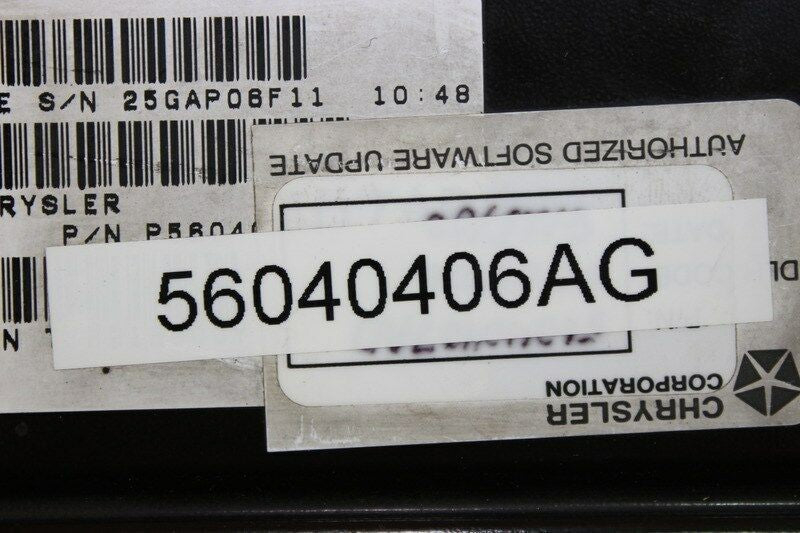 E S/N 25GAP06F11 10:48
AUTHORIZED SOFTWARE UPDATE
RYSLER
P/N P5604
56040406AG
CHRYSLER
CORPORATION